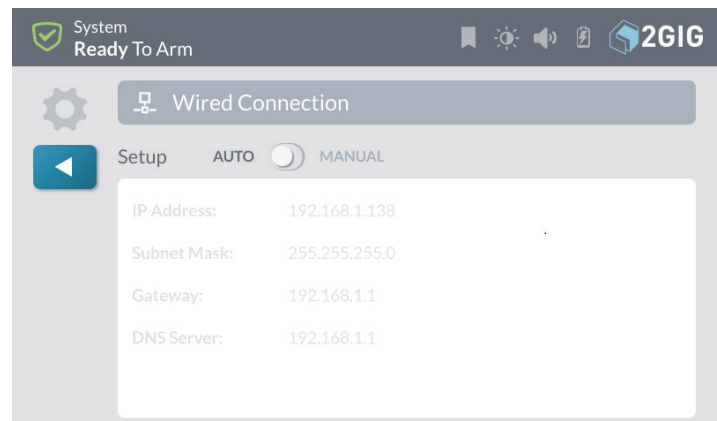 System
Ready To Arm
2GIG
Wired Connection
Setup AUTO MANUAL
IP Address: 192.168.1.138
Subnet Mask: 255.255.255.0
Gateway: 192.168.1.1
DNS Server: 192.168.1.1